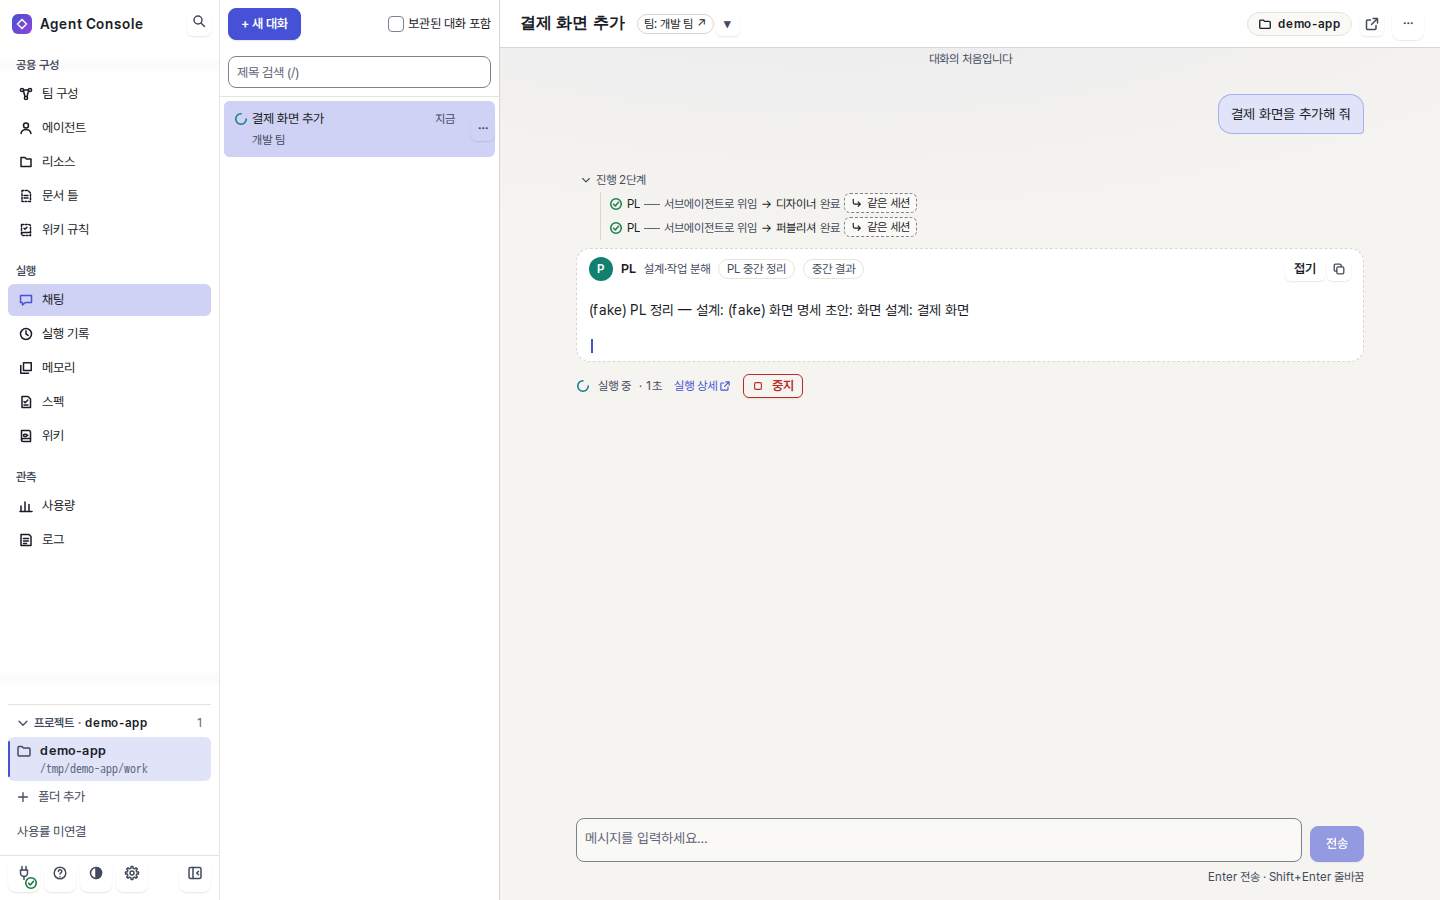 Agent Console
공용 구성
팀 구성
에이전트
리소스
문서 틀
위키 규칙
실행
채팅
실행 기록
메모리
스펙
위키
관측
사용량
로그
프로젝트 · demo-app 1
demo-app
/tmp/demo-app/work
폴더 추가
사용률 미연결
+ 새 대화
보관된 대화 포함
제목 검색 (/)
결제 화면 추가 지금
개발 팀
결제 화면 추가 팀: 개발 팀
demo-app
대화의 처음입니다
결제 화면을 추가해 줘
진행 2단계
PL — 서브에이전트로 위임 → 디자이너 완료 같은 세션
PL — 서브에이전트로 위임 → 퍼블리셔 완료 같은 세션
P PL 설계·작업 분해 PL 중간 정리 중간 결과 접기
(fake) PL 정리 — 설계: (fake) 화면 명세 초안: 화면 설계: 결제 화면
실행 중 · 1초 실행 상세 중지
메시지를 입력하세요...
전송
Enter 전송 · Shift+Enter 줄바꿈